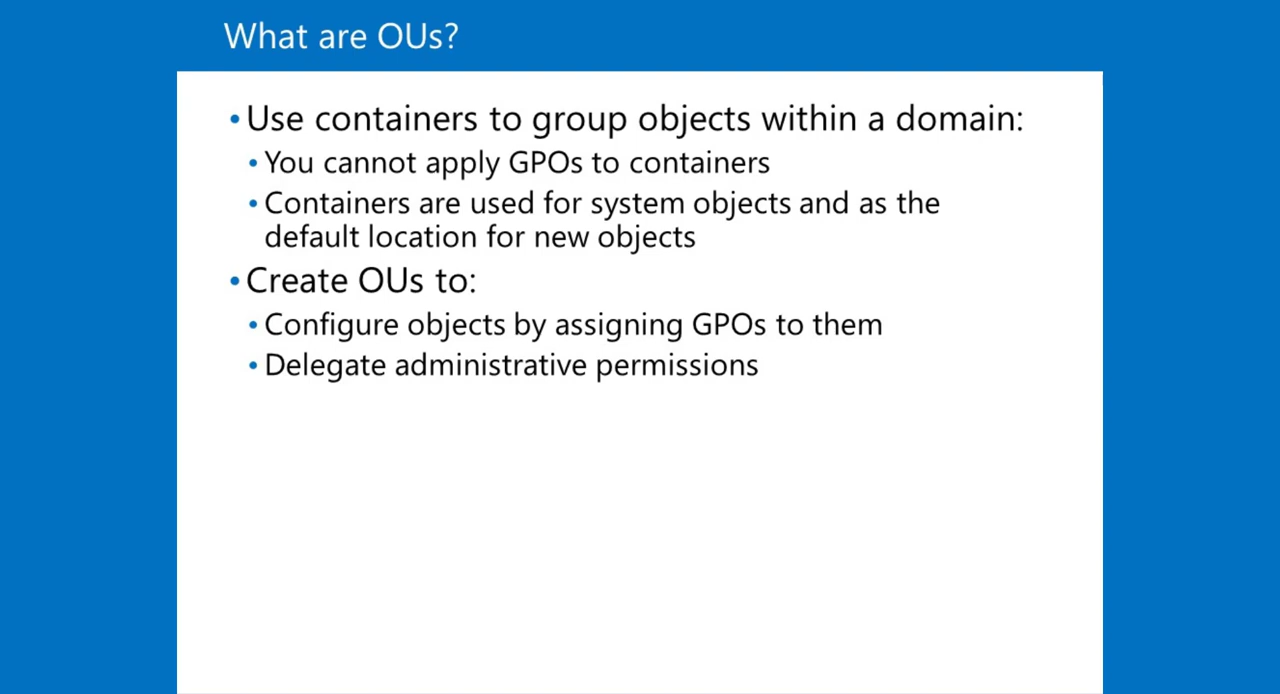 What are OUs?
•Use containers to group objects within a domain:
•You cannot apply GPOs to containers
•Containers are used for system objects and as the
default location for new objects
•Create OUs to:
•Configure objects by assigning GPOs to them
•Delegate administrative permissions